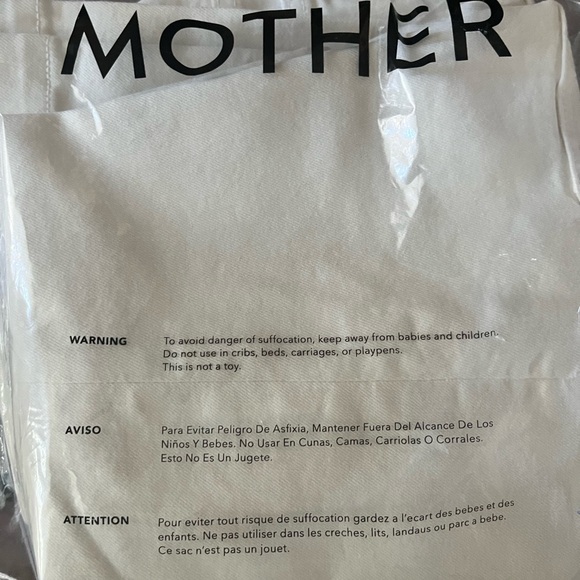 MOTHER
WARNING To avoid danger of suffocation, keep away from babies and children.
Do not use in cribs, beds, carriages, or playpens.
This is not a toy.
AVISO Para Evitar Peligro De Asfixia, Mantener Fuera Del Alcance De Los
Niños Y Bebes. No Usar En Cunas, Camas, Carriolas O Corrales.
Esto No Es Un Jugete.
ATTENTION Pour eviter tout risque de suffocation gardez a l'ecart des bebes et des
enfants. Ne pas utiliser dans les creches, lits, landaus ou parc a bebe.
Ce sac n'est pas un jouet.